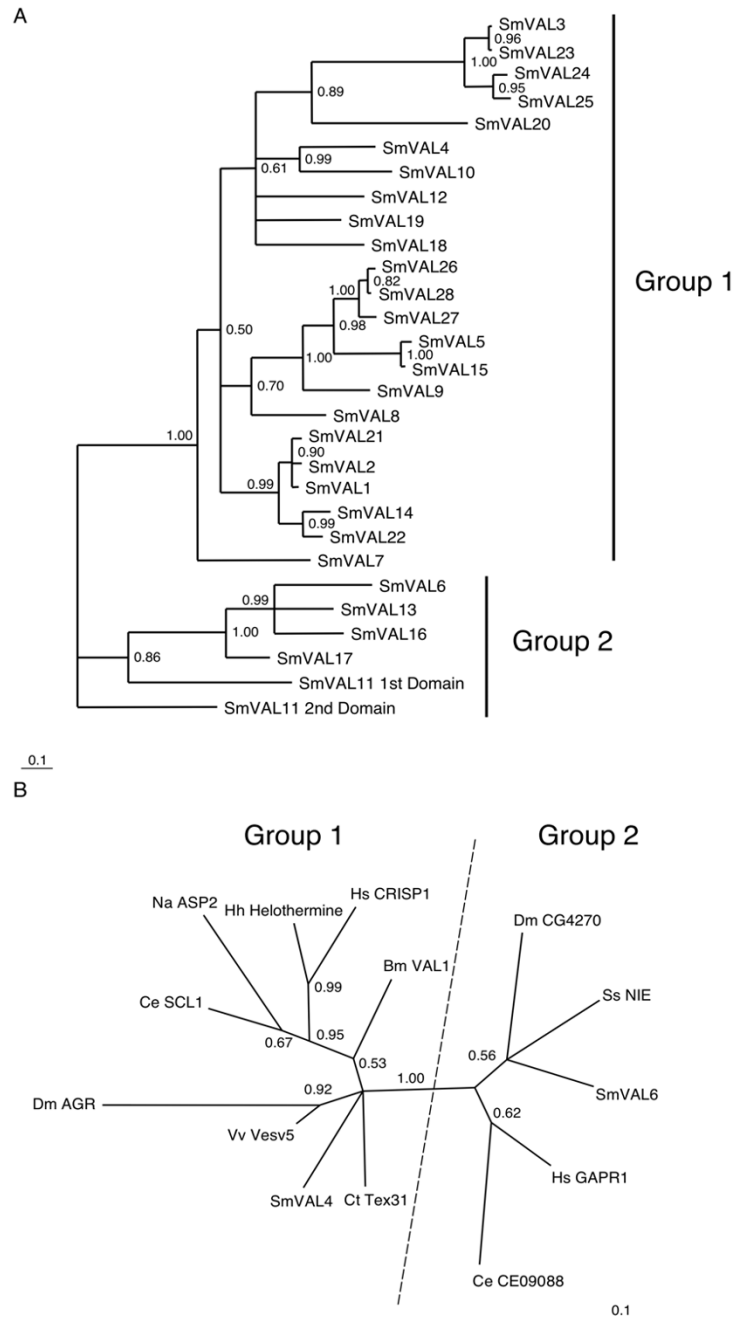 A
SmVAL3
0.96
SmVAL23
1.00
SmVAL24
0.95
SmVAL25
0.89
SmVAL20
SmVAL4
0.99
0.61
SmVAL10
SmVAL12
SmVAL19
SmVAL18
SmVAL26
0.82
1.00
SmVAL28
SmVAL27
0.98
Group 1
0.50
SmVAL5
1.00
1.00
SmVAL15
0.70
SmVAL9
SmVAL8
1.00
SmVAL21
0.90
SmVAL2
0.99
SmVAL1
SmVAL14
0.99
SmVAL22
SmVAL7
SmVAL6
0.99
SmVAL13
1.00
SmVAL16
Group 2
0.86
SmVAL17
SmVAL11 1st Domain
SmVAL11 2nd Domain
0.1
B
Group 1
Group 2
Na ASP2
Hh Helothermine
Hs CRISP1
Dm CG4270
Bm VAL1
0.99
Ss NIE
Ce SCL1
0.95
0.67
0.53
0.56
1.00
SmVAL6
0.92
Dm AGR
0.62
Vv Vesv5
Hs GAPR1
SmVAL4
Ct Tex31
Ce CE09088
0.1